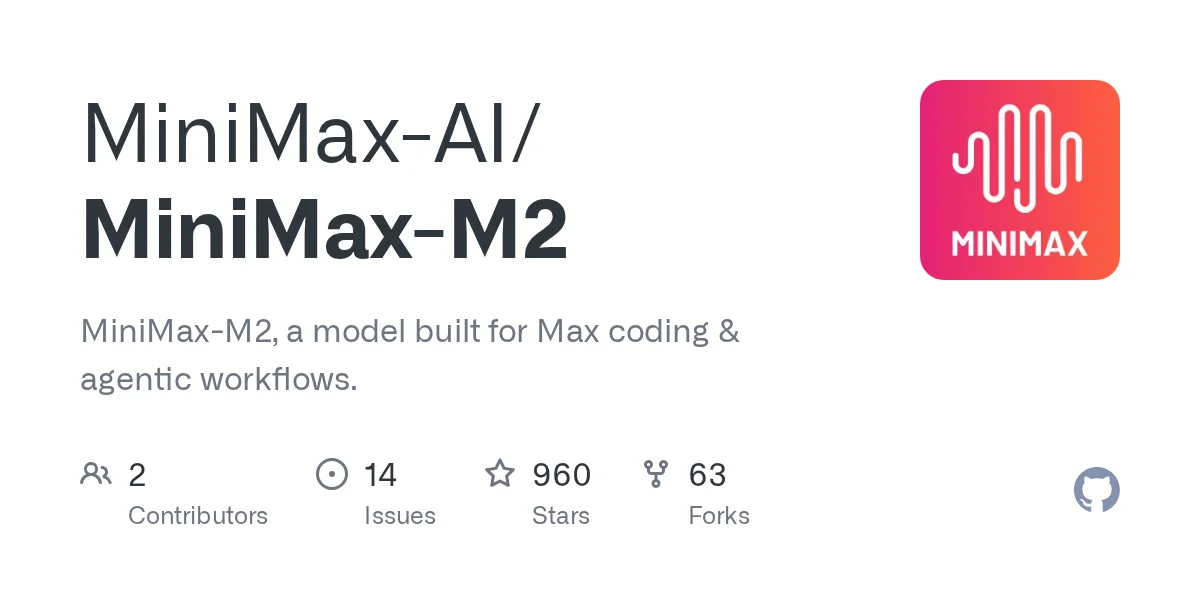 MiniMax-AI/
MiniMax-M2
MINIMAX
MiniMax-M2, a model built for Max coding &
agentic workflows.
2
Contributors
14
Issues
960
Stars
63
Forks